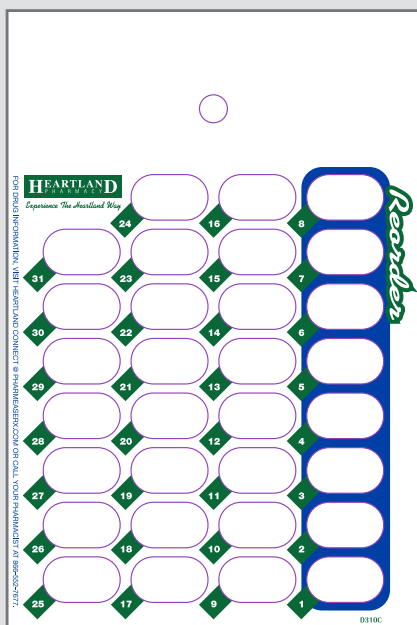 HEARTLAND
PHARMACY
Experience The Heartland Way
24 16 8
31 23 15 7
30 22 14 6
29 21 13 5
28 20 12 4
27 19 11 3
26 18 10 2
25 17 9 1
Reorder
FOR DRUG INFORMATION, VISIT HEARTLAND CONNECT @ PHARMEASERX.COM OR CALL YOUR PHARMACIST AT 866-552-7677.
D310C